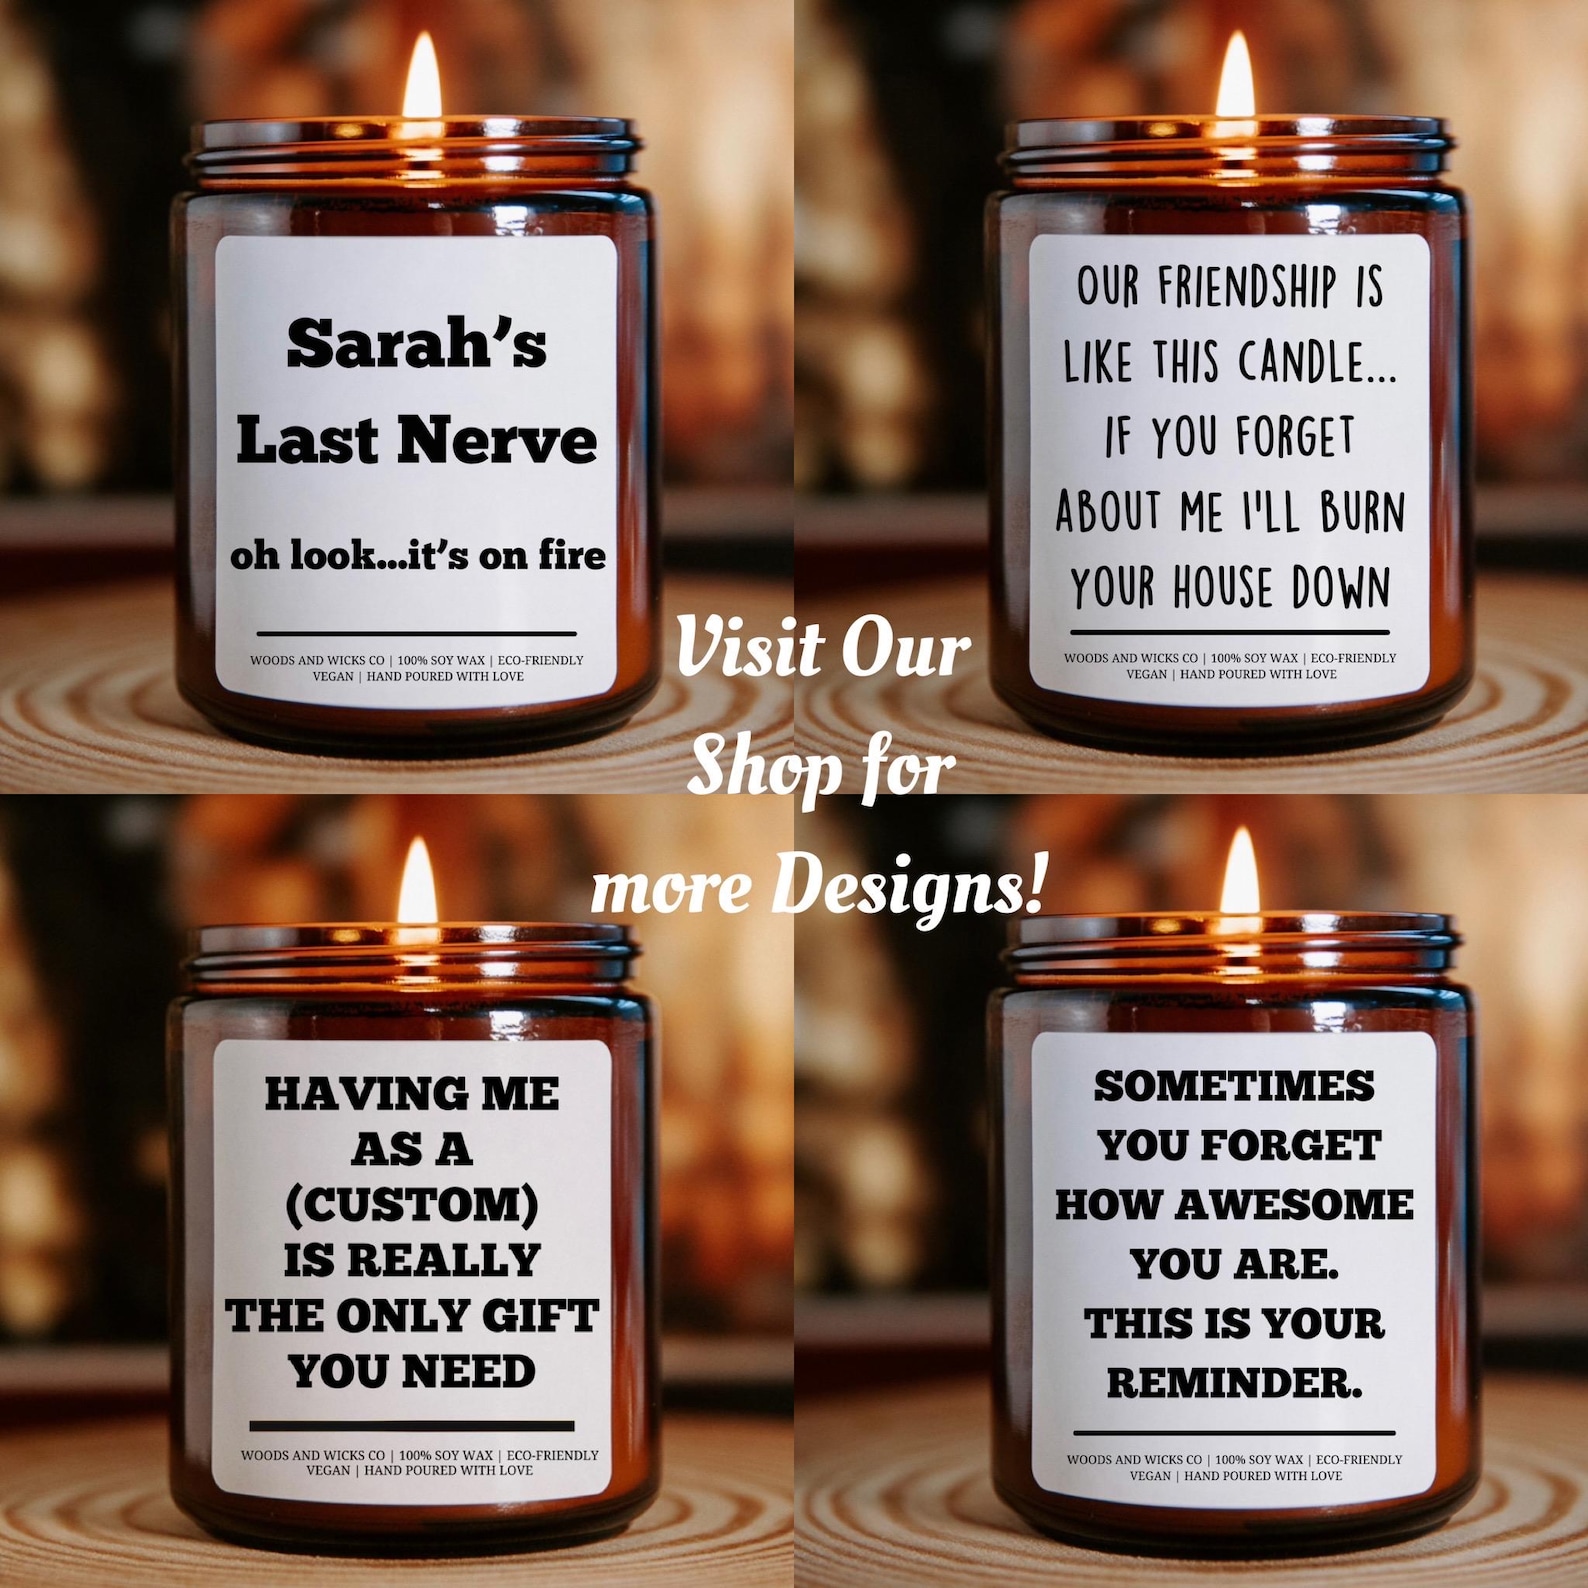 Sarah's
Last Nerve
oh look...it's on fire
WOODS AND WICKS CO | 100% SOY WAX | ECO-FRIENDLY
VEGAN | HAND POURED WITH LOVE
OUR FRIENDSHIP IS
LIKE THIS CANDLE...
IF YOU FORGET
ABOUT ME I'LL BURN
YOUR HOUSE DOWN
WOODS AND WICKS CO | 100% SOY WAX | ECO-FRIENDLY
VEGAN | HAND POURED WITH LOVE
Visit Our
Shop for
more Designs!
HAVING ME
AS A
(CUSTOM)
IS REALLY
THE ONLY GIFT
YOU NEED
WOODS AND WICKS CO | 100% SOY WAX | ECO-FRIENDLY
VEGAN | HAND POURED WITH LOVE
SOMETIMES
YOU FORGET
HOW AWESOME
YOU ARE.
THIS IS YOUR
REMINDER.
WOODS AND WICKS CO | 100% SOY WAX | ECO-FRIENDLY
VEGAN | HAND POURED WITH LOVE